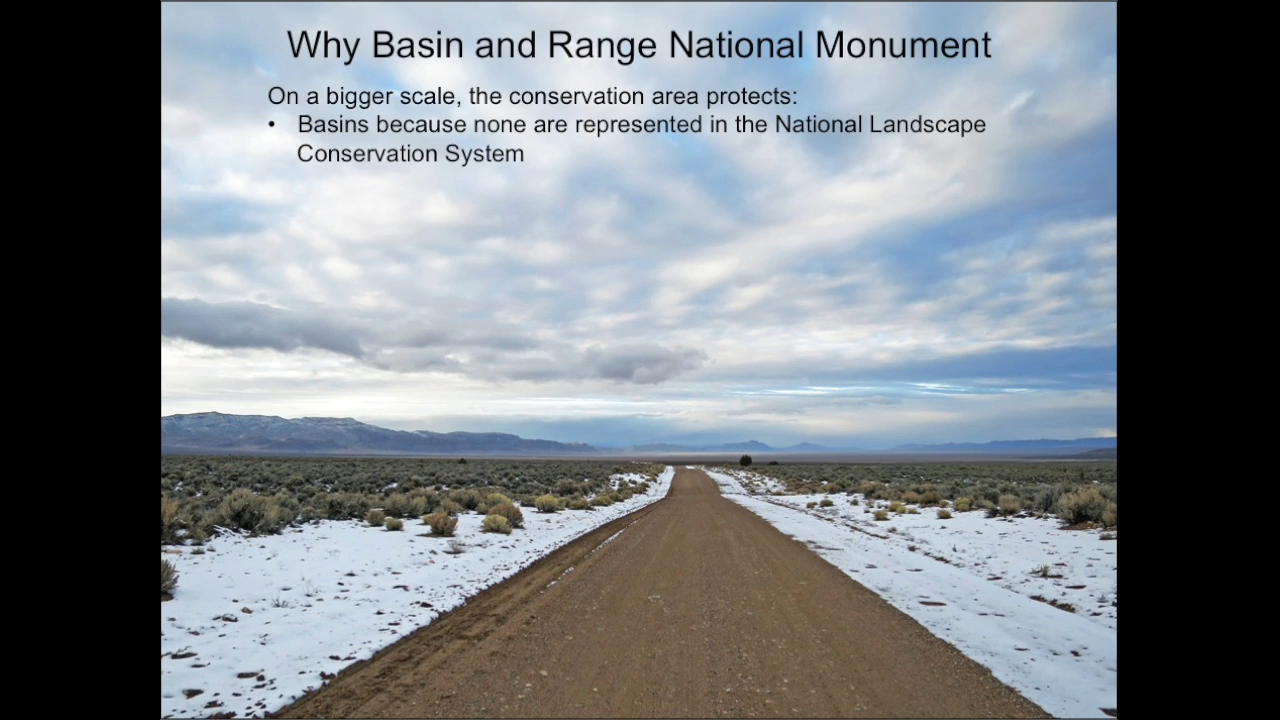 Why Basin and Range National Monument
On a bigger scale, the conservation area protects:
• Basins because none are represented in the National Landscape
Conservation System